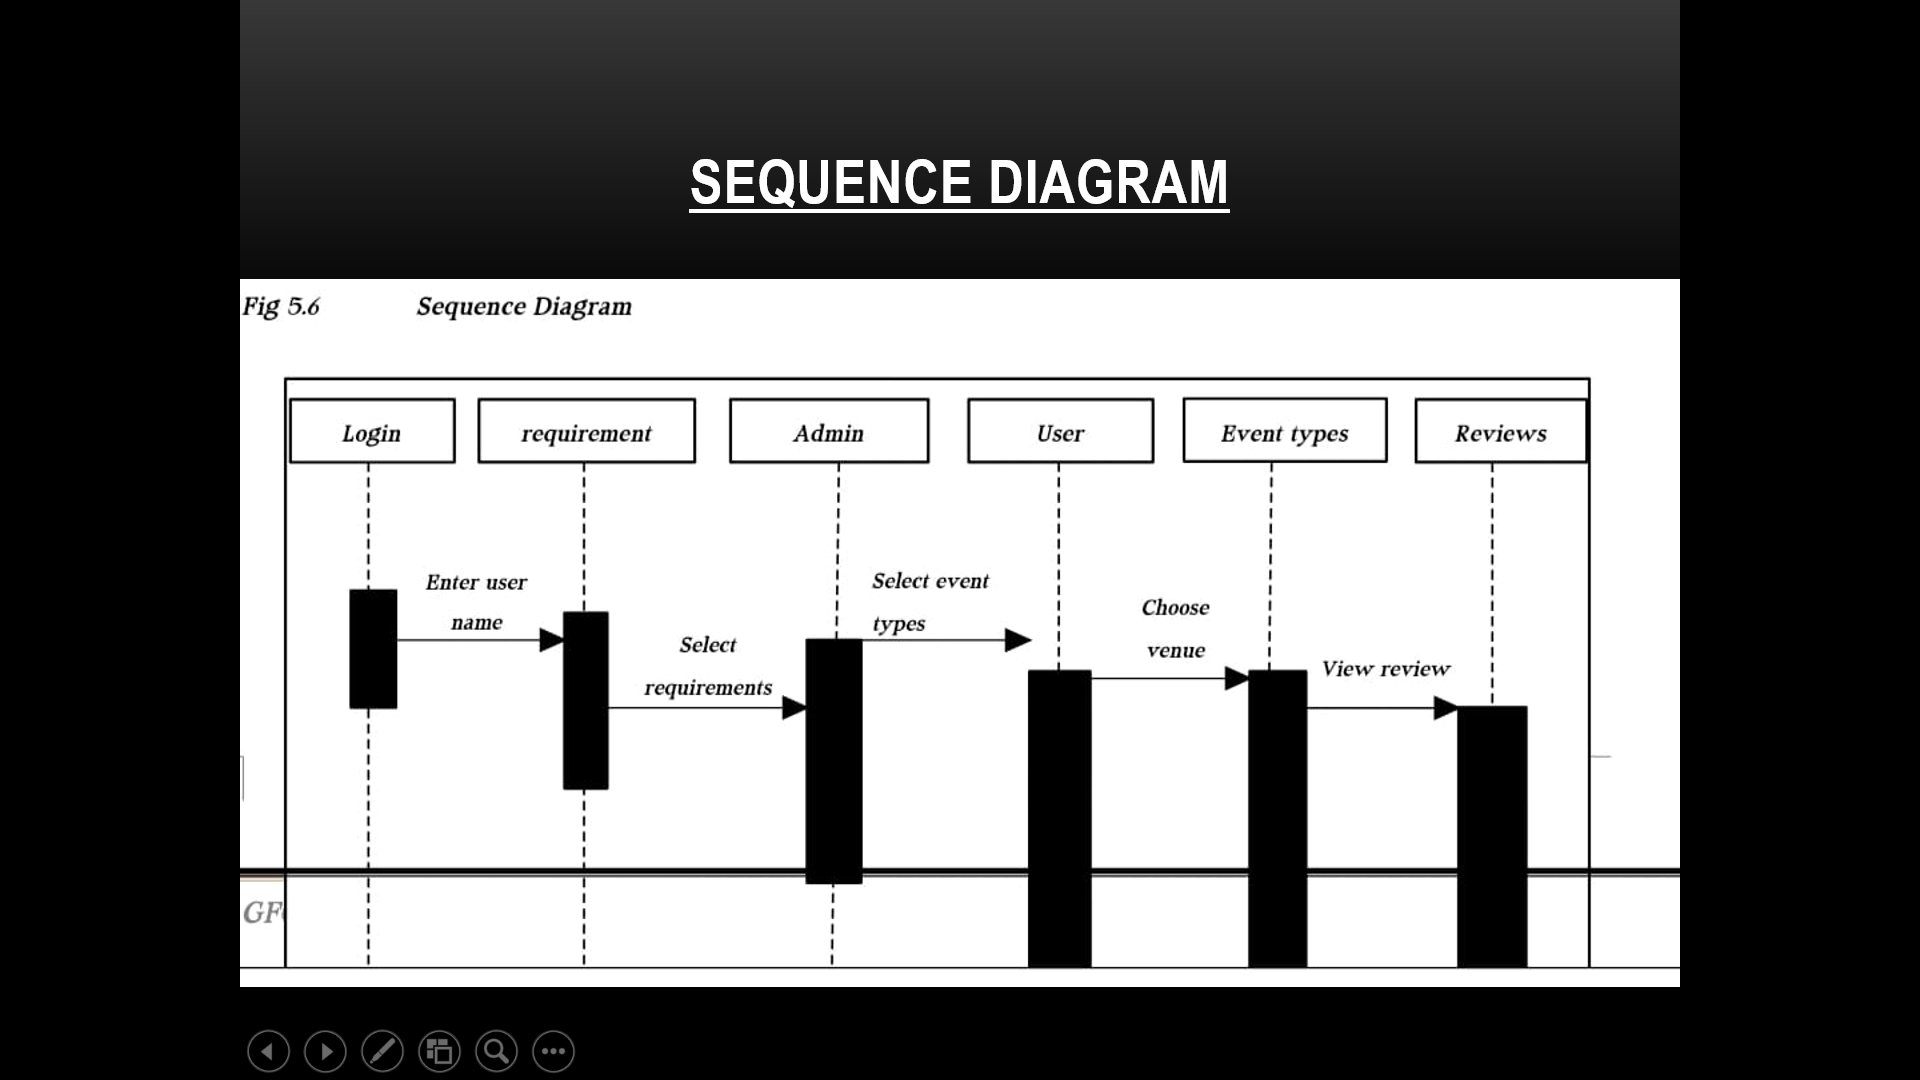 SEQUENCE DIAGRAM
Fig 5.6 Sequence Diagram
Login
requirement
Admin
User
Event types
Reviews
Enter user
name
Select
requirements
Select event
types
Choose
venue
View review
GF